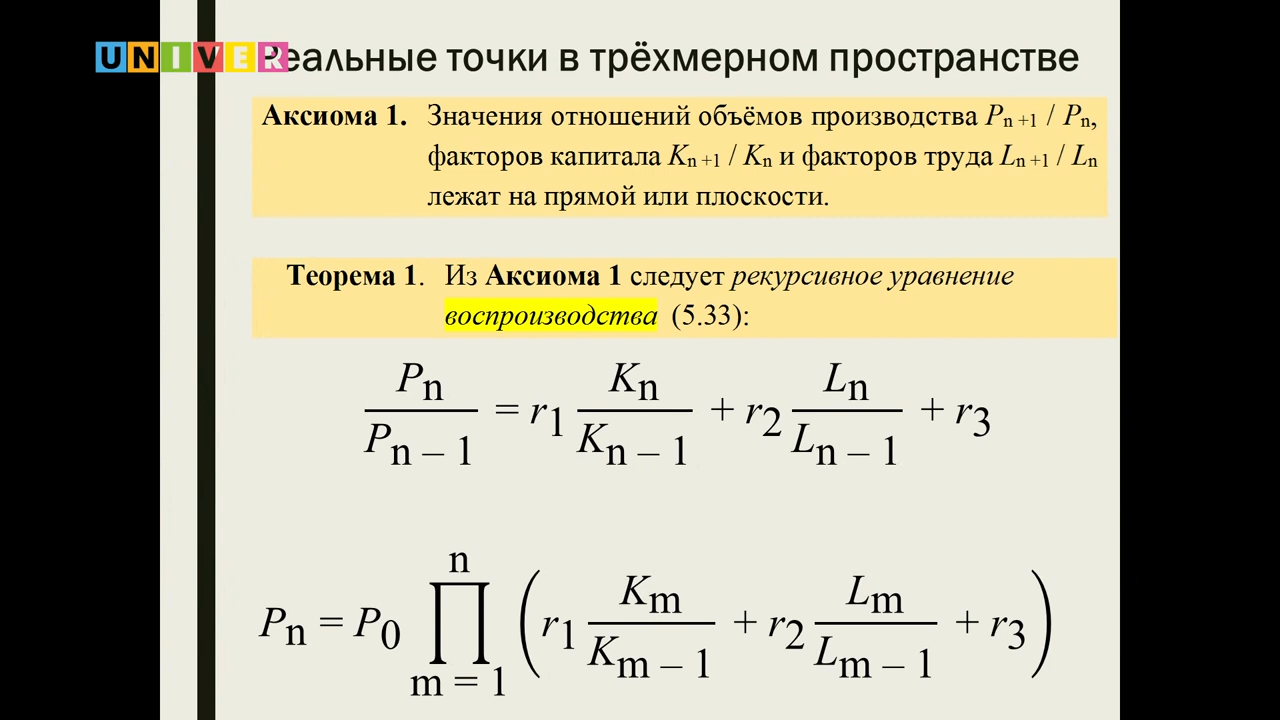 UNIVER
Реальные точки в трёхмерном пространстве
Аксиома 1. Значения отношений объёмов производства Pn +1 / Pn,
факторов капитала Kn +1 / Kn и факторов труда Ln +1 / Ln
лежат на прямой или плоскости.
Теорема 1. Из Аксиома 1 следует рекурсивное уравнение
воспроизводства (5.33):
Pn / Pn – 1 = r1 Kn / Kn – 1 + r2 Ln / Ln – 1 + r3
Pn = P0 ∏ n m = 1 ( r1 Km / Km – 1 + r2 Lm / Lm – 1 + r3 )